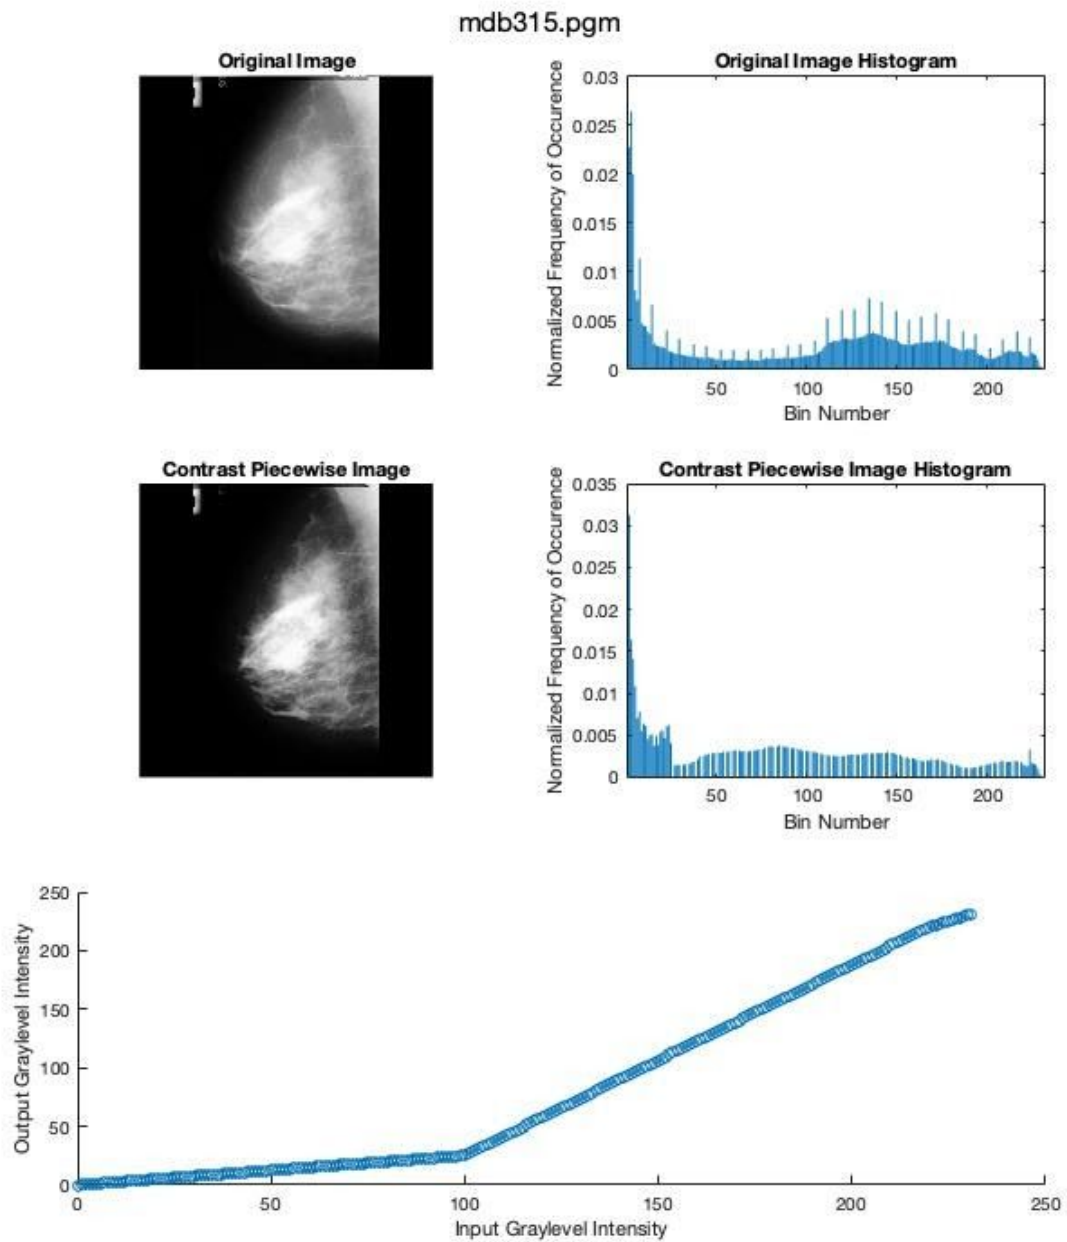 mdb315.pgm
Original Image
Original Image Histogram
Normalized Frequency of Occurence
0.03
0.025
0.02
0.015
0.01
0.005
0
50 100 150 200
Bin Number
Contrast Piecewise Image
Contrast Piecewise Image Histogram
Normalized Frequency of Occurence
0.035
0.03
0.025
0.02
0.015
0.01
0.005
0
50 100 150 200
Bin Number
Output Graylevel Intensity
250
200
150
100
50
0
0 50 100 150 200 250
Input Graylevel Intensity